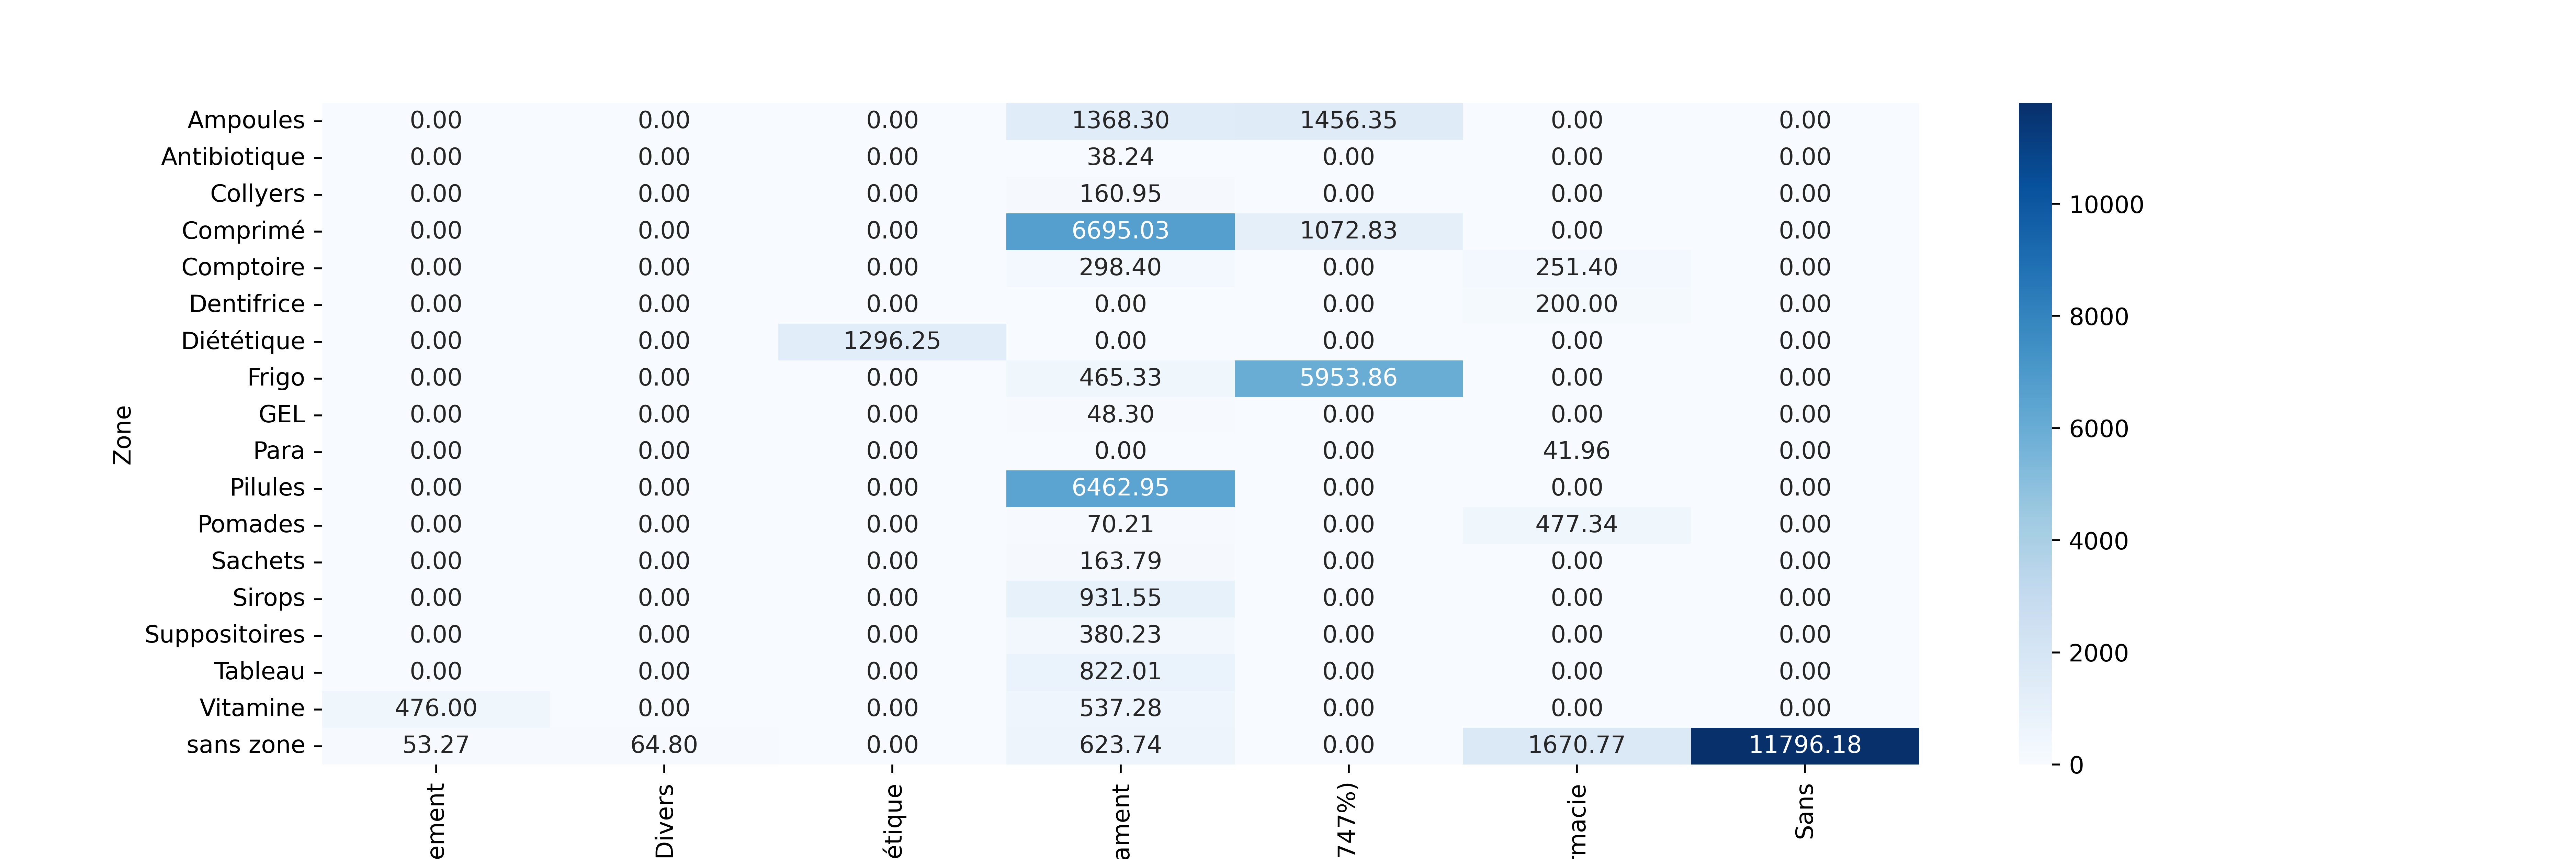 Ampoules 0.00 0.00 0.00 1368.30 1456.35 0.00 0.00
Antibiotique 0.00 0.00 0.00 38.24 0.00 0.00 0.00
Collyers 0.00 0.00 0.00 160.95 0.00 0.00 0.00
Comprimé 0.00 0.00 0.00 6695.03 1072.83 0.00 0.00
Comptoire 0.00 0.00 0.00 298.40 0.00 251.40 0.00
Dentifrice 0.00 0.00 0.00 0.00 0.00 200.00 0.00
Diététique 0.00 0.00 1296.25 0.00 0.00 0.00 0.00
Frigo 0.00 0.00 0.00 465.33 5953.86 0.00 0.00
GEL 0.00 0.00 0.00 48.30 0.00 0.00 0.00
Para 0.00 0.00 0.00 0.00 0.00 41.96 0.00
Pilules 0.00 0.00 0.00 6462.95 0.00 0.00 0.00
Pomades 0.00 0.00 0.00 70.21 0.00 477.34 0.00
Sachets 0.00 0.00 0.00 163.79 0.00 0.00 0.00
Sirops 0.00 0.00 0.00 931.55 0.00 0.00 0.00
Suppositoires 0.00 0.00 0.00 380.23 0.00 0.00 0.00
Tableau 0.00 0.00 0.00 822.01 0.00 0.00 0.00
Vitamine 476.00 0.00 0.00 537.28 0.00 0.00 0.00
sans zone 53.27 64.80 0.00 623.74 0.00 1670.77 11796.18
Zone
ement
Divers
étique
ament
747%)
rmacie
Sans
10000
8000
6000
4000
2000
0